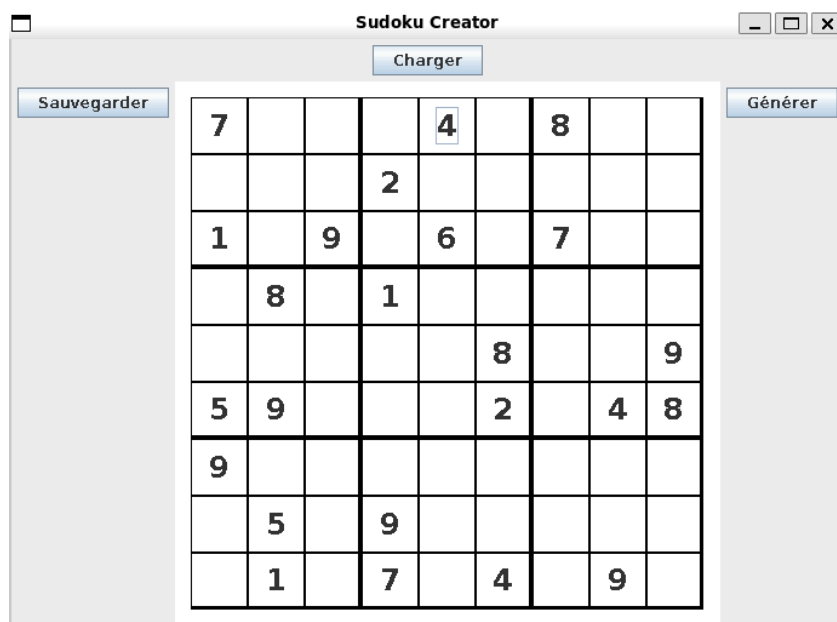 Sudoku Creator
Charger
Sauvegarder
Générer
7 4 8
2
1 9 6 7
8 1
8 9
5 9 2 4 8
9
5 9
1 7 4 9